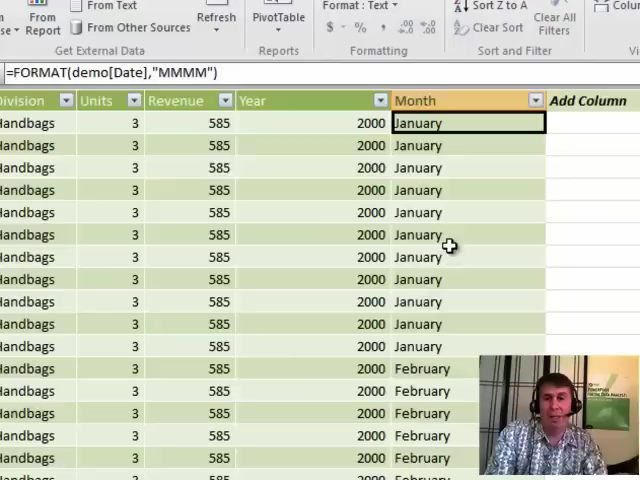 From Text
From
Report
From Other Sources
Refresh
Get External Data
PivotTable
Reports
Format : Text
$ % ,
Formatting
Sort Z to A
Clear Sort
Clear All
Filters
Sort and Filter
=FORMAT(demo[Date],"MMMM")
Division Units Revenue Year Month Add Column
Handbags 3 585 2000 January
Handbags 3 585 2000 January
Handbags 3 585 2000 January
Handbags 3 585 2000 January
Handbags 3 585 2000 January
Handbags 3 585 2000 January
Handbags 3 585 2000 January
Handbags 3 585 2000 January
Handbags 3 585 2000 January
Handbags 3 585 2000 January
Handbags 3 585 2000 January
Handbags 3 585 2000 February
Handbags 3 585 2000 February
Handbags 3 585 2000 February
Handbags 3 585 2000 February
Handbags 3 585 2000 February
Handbags 3 585 2000 February